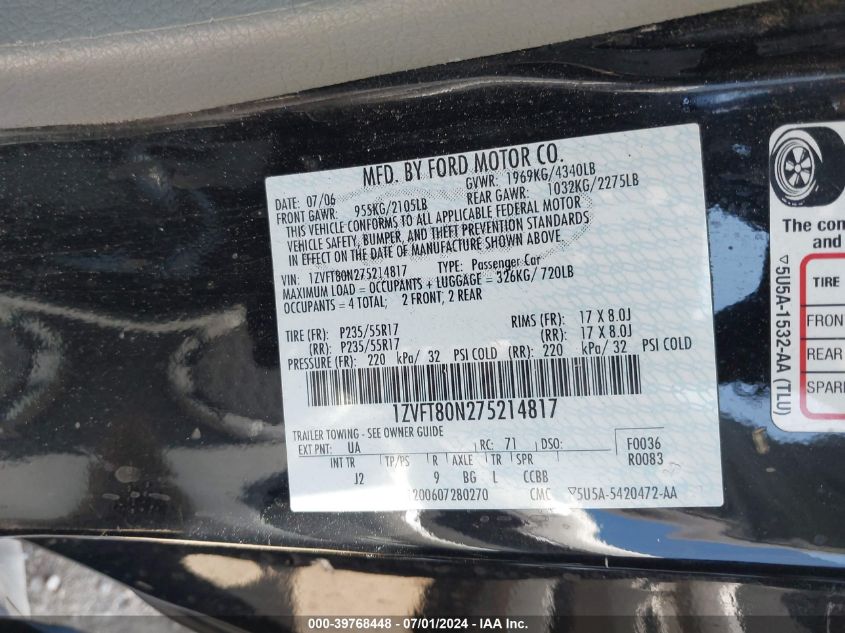 MFD. BY FORD MOTOR CO.
DATE: 07/06 GVWR: 1969KG/4340LB
FRONT GAWR: 955KG/2105LB REAR GAWR: 1032KG/2275LB
THIS VEHICLE CONFORMS TO ALL APPLICABLE FEDERAL MOTOR
VEHICLE SAFETY, BUMPER, AND THEFT PREVENTION STANDARDS
IN EFFECT ON THE DATE OF MANUFACTURE SHOWN ABOVE
VIN: 1ZVFT80N275214817 TYPE: Passenger Car
MAXIMUM LOAD = OCCUPANTS + LUGGAGE = 326KG/ 720LB
OCCUPANTS = 4 TOTAL; 2 FRONT, 2 REAR
TIRE (FR): P235/55R17 RIMS (FR): 17 X 8.0J
(RR): P235/55R17 (RR): 17 X 8.0J
PRESSURE (FR): 220 kPa/ 32 PSI COLD (RR): 220 kPa/ 32 PSI COLD
1ZVFT80N275214817
TRAILER TOWING - SEE OWNER GUIDE
EXT PNT: UA RC: 71 DSO: F0036
INT TR TP/PS R AXLE TR SPR R0083
J2 9 BG L CCBB
200607280270 CMC ▽5U5A-5420472-AA
▽5U5A-1532-AA (TLU)
The com
and
TIRE
FRON
REAR
SPARE
000-39768448 - 07/01/2024 - IAA Inc.